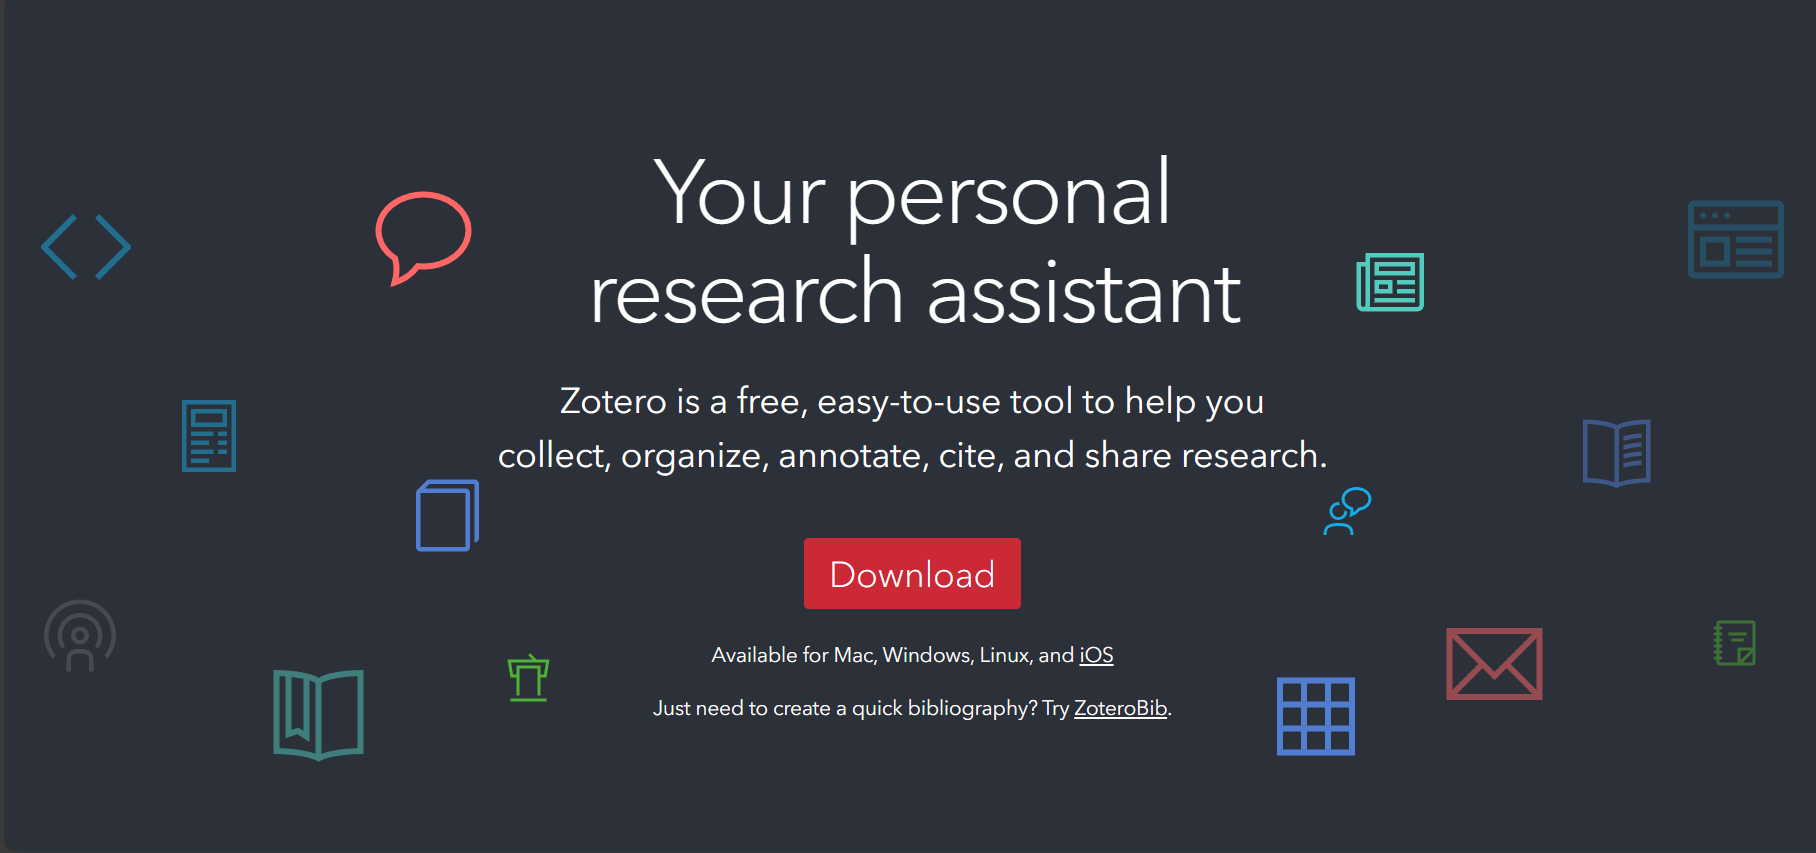 Your personal
research assistant
Zotero is a free, easy-to-use tool to help you
collect, organize, annotate, cite, and share research.
Download
Available for Mac, Windows, Linux, and iOS
Just need to create a quick bibliography? Try ZoteroBib.